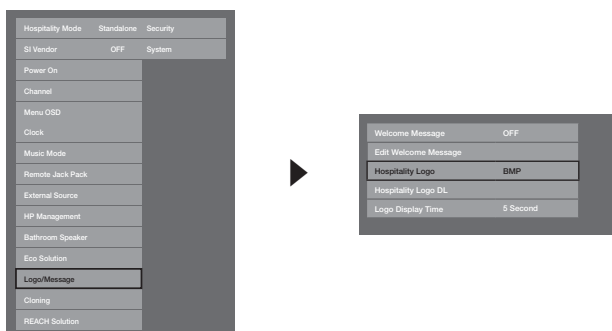 Hospitality Mode Standalone Security
SI Vendor OFF System
Power On
Channel
Menu OSD
Clock
Music Mode
Remote Jack Pack
External Source
HP Management
Bathroom Speaker
Eco Solution
Logo/Message
Cloning
REACH Solution
Welcome Message OFF
Edit Welcome Message
Hospitality Logo BMP
Hospitality Logo DL
Logo Display Time 5 Second